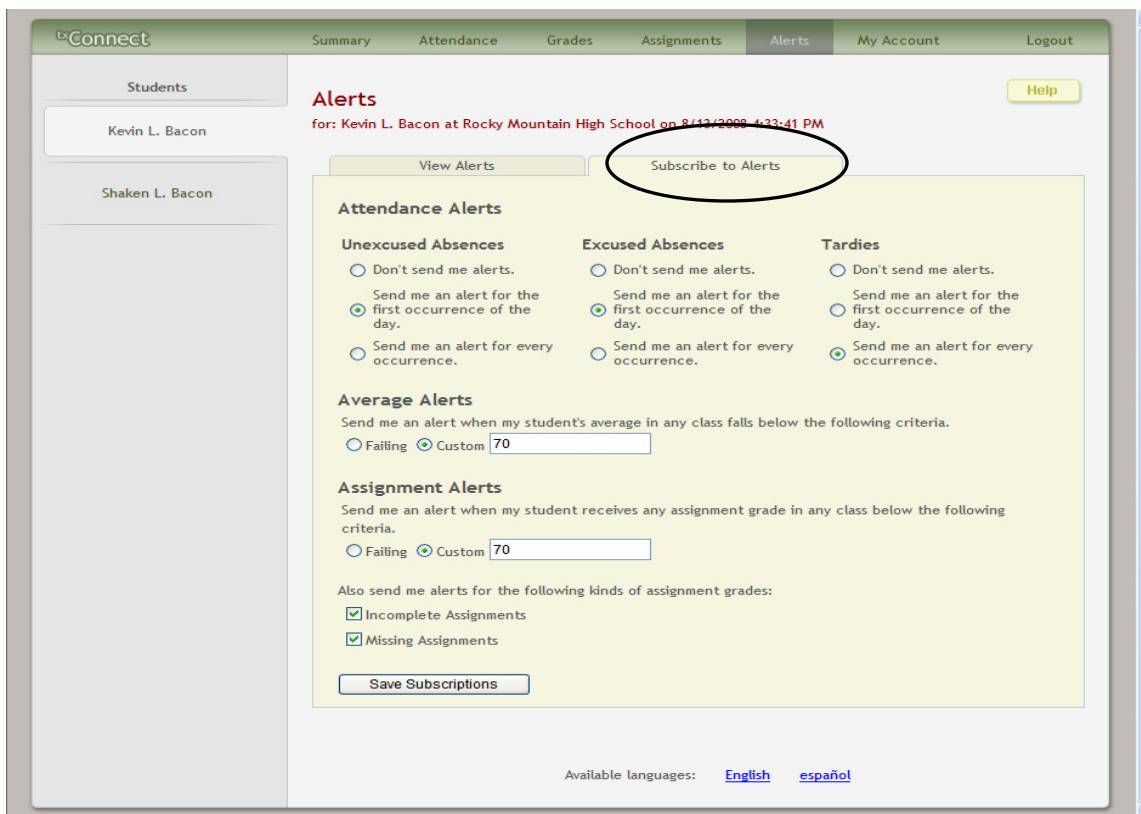 txConnect
Summary Attendance Grades Assignments Alerts My Account Logout
Students
Kevin L. Bacon
Shaken L. Bacon
Help
Alerts
for: Kevin L. Bacon at Rocky Mountain High School on 8/13/2008 4:33:41 PM
View Alerts Subscribe to Alerts
Attendance Alerts
Unexcused Absences Excused Absences Tardies
Don't send me alerts. Don't send me alerts. Don't send me alerts.
Send me an alert for the Send me an alert for the Send me an alert for the
first occurrence of the first occurrence of the first occurrence of the
day. day. day.
Send me an alert for every Send me an alert for every Send me an alert for every
occurrence. occurrence. occurrence.
Average Alerts
Send me an alert when my student's average in any class falls below the following criteria.
Failing Custom 70
Assignment Alerts
Send me an alert when my student receives any assignment grade in any class below the following
criteria.
Failing Custom 70
Also send me alerts for the following kinds of assignment grades:
Incomplete Assignments
Missing Assignments
Save Subscriptions
Available languages: English español